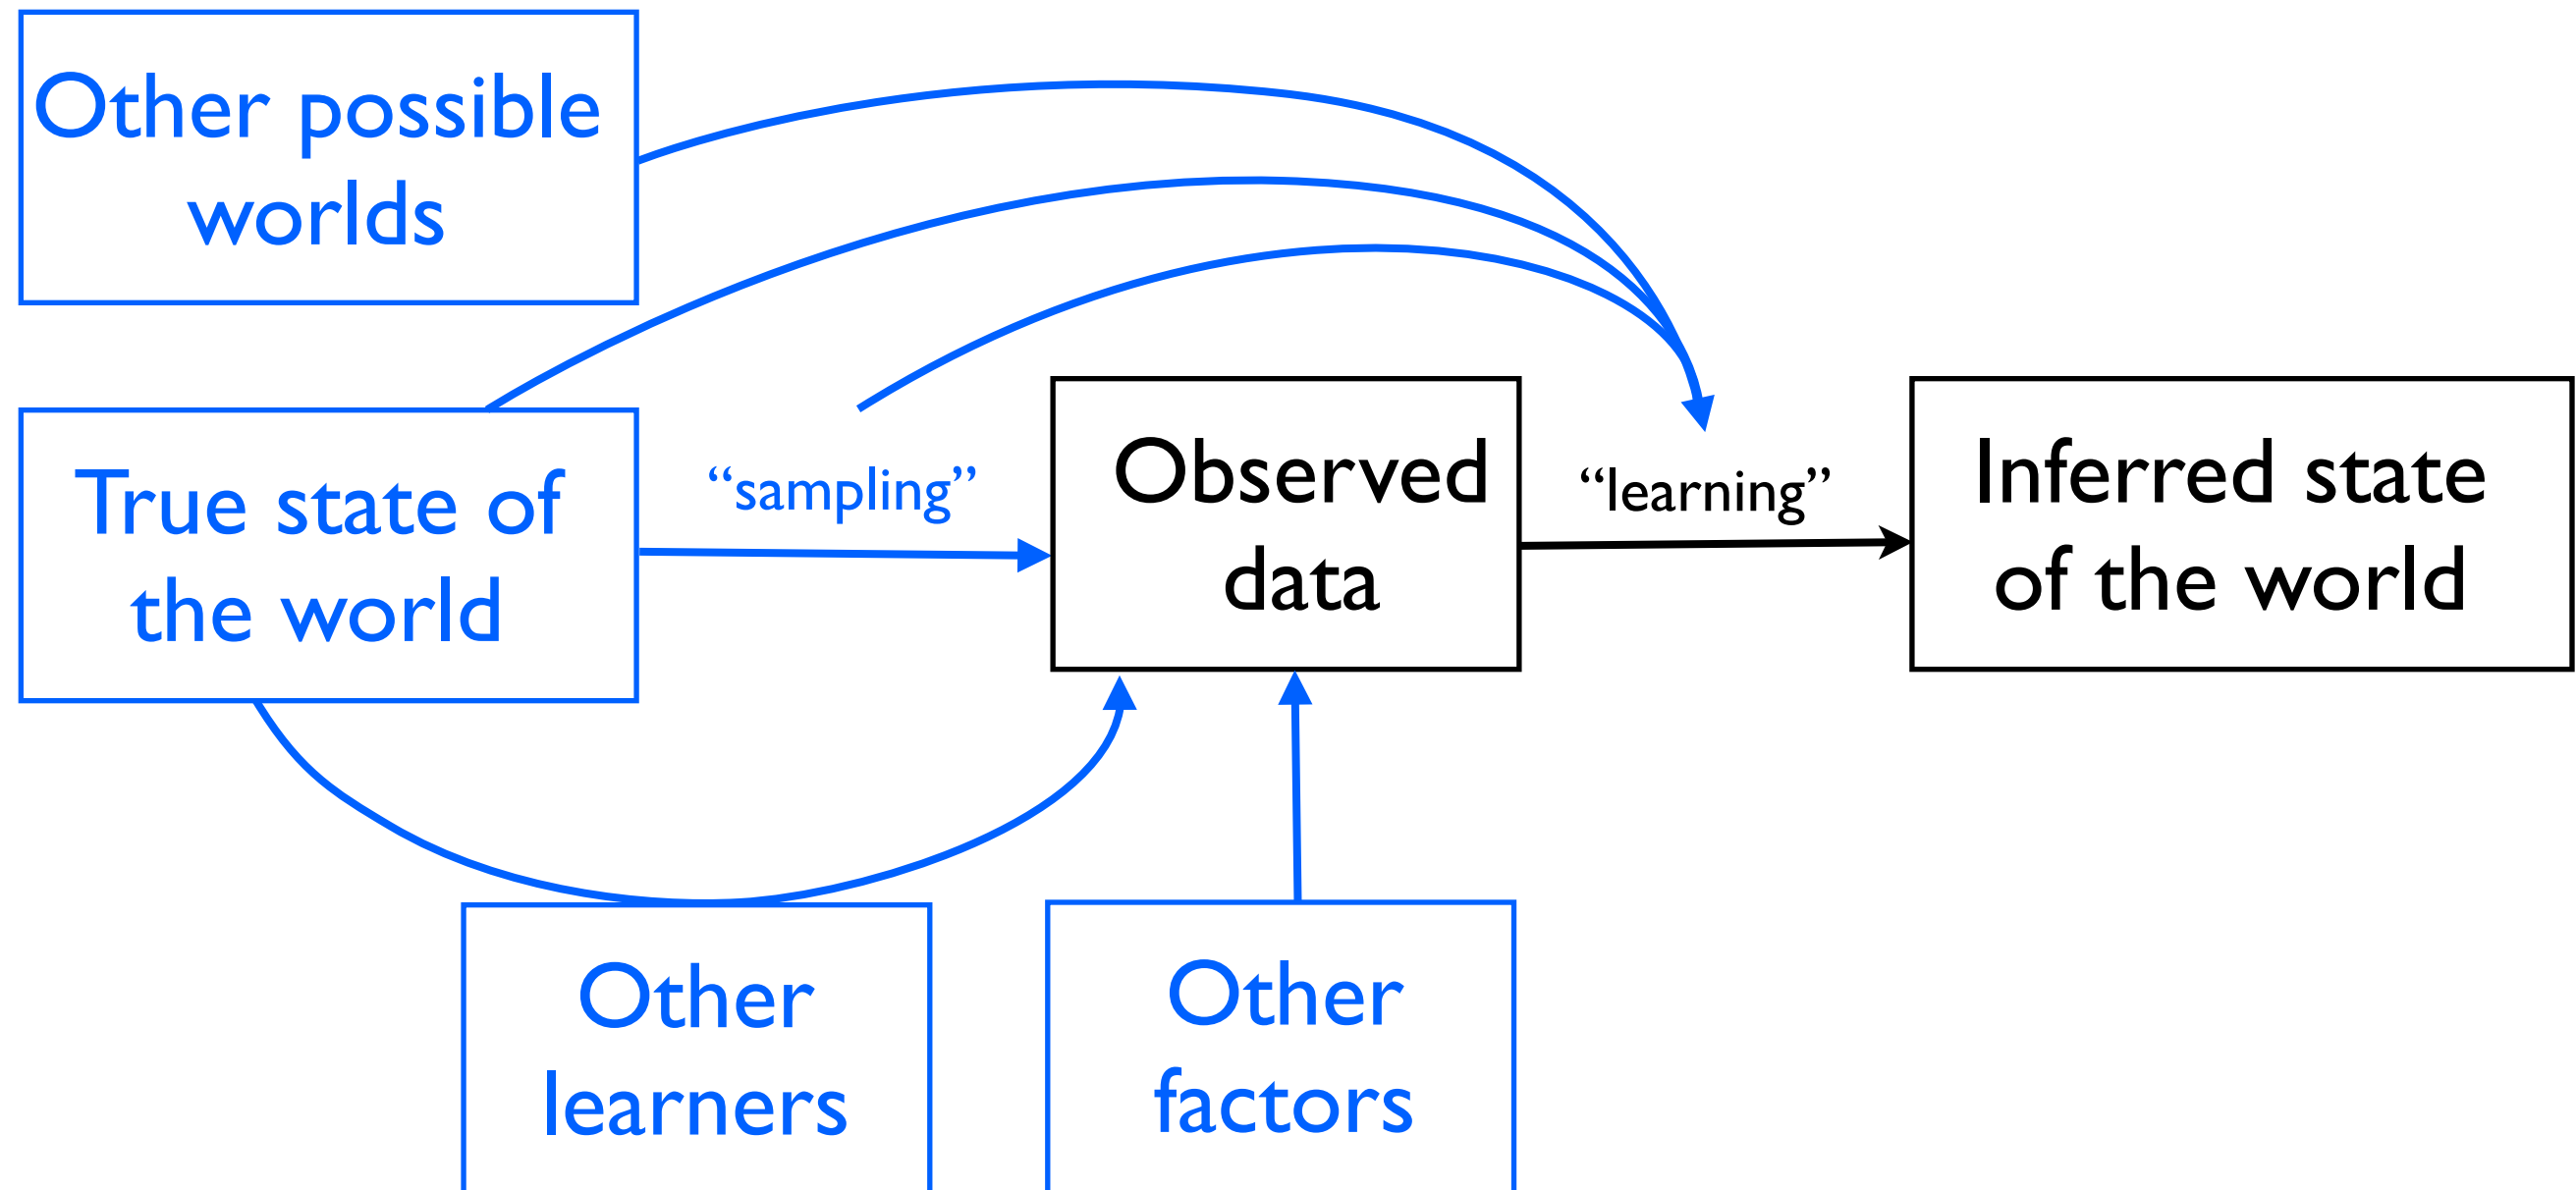 Other possible
worlds
True state of
the world
“sampling”
Observed
data
“learning”
Inferred state
of the world
Other
learners
Other
factors